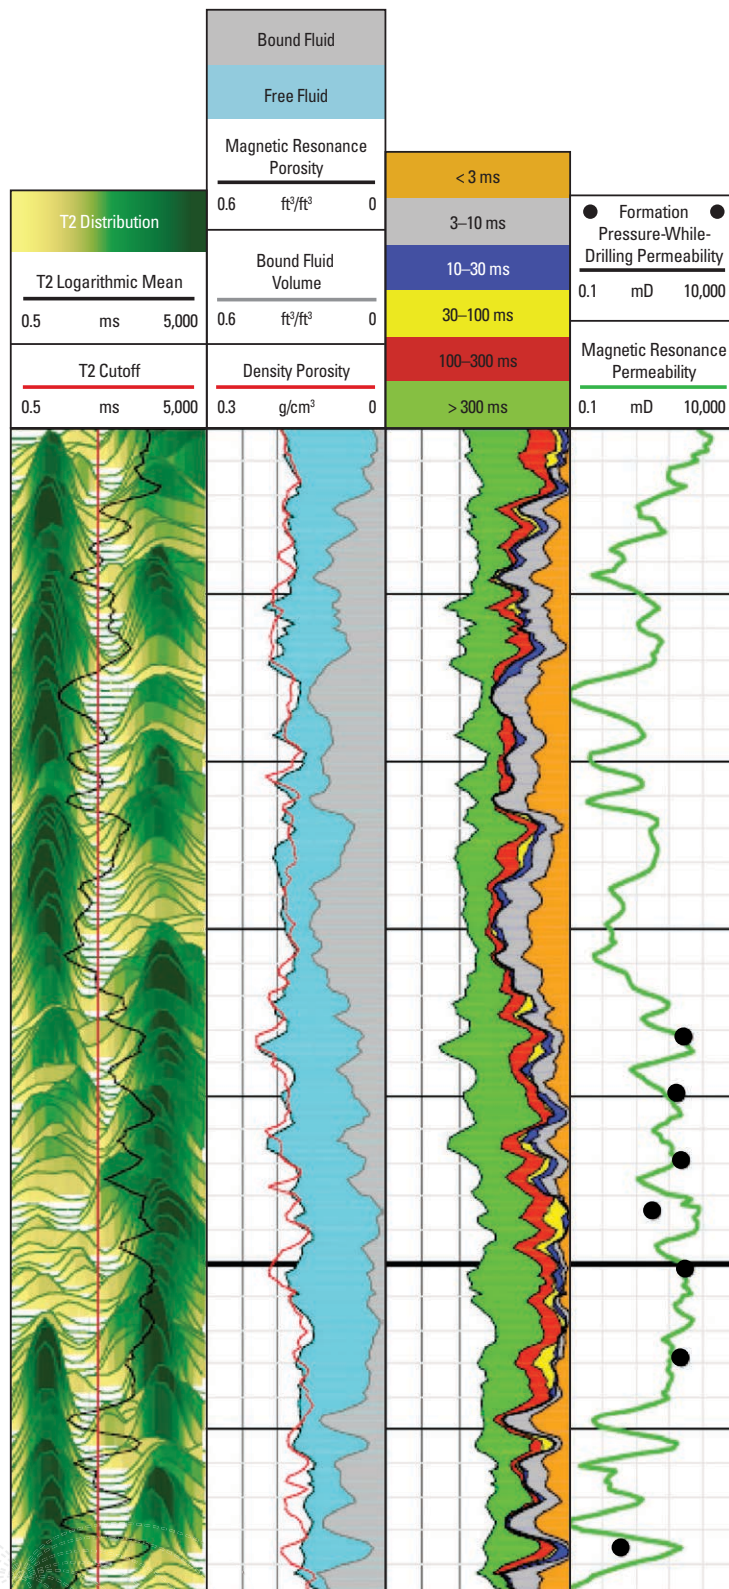 T2 Distribution
T2 Logarithmic Mean
0.5 ms 5,000
T2 Cutoff
0.5 ms 5,000
Bound Fluid
Free Fluid
Magnetic Resonance
Porosity
0.6 ft³/ft³ 0
Bound Fluid
Volume
0.6 ft³/ft³ 0
Density Porosity
0.3 g/cm³ 0
< 3 ms
3–10 ms
10–30 ms
30–100 ms
100–300 ms
> 300 ms
Formation
Pressure-While-
Drilling Permeability
0.1 mD 10,000
Magnetic Resonance
Permeability
0.1 mD 10,000